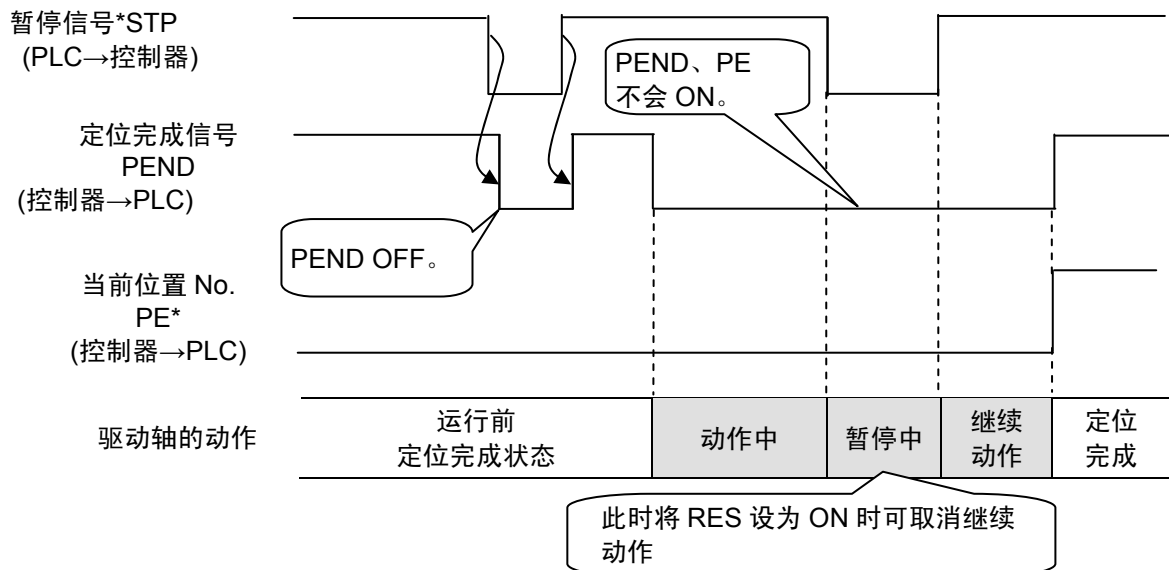 暂停信号*STP
(PLC→控制器)
PEND、PE
不会 ON。
定位完成信号
PEND
(控制器→PLC)
PEND OFF。
当前位置 No.
PE*
(控制器→PLC)
驱动轴的动作
运行前
定位完成状态
动作中
暂停中
继续
动作
定位
完成
此时将 RES 设为 ON 时可取消继续
动作